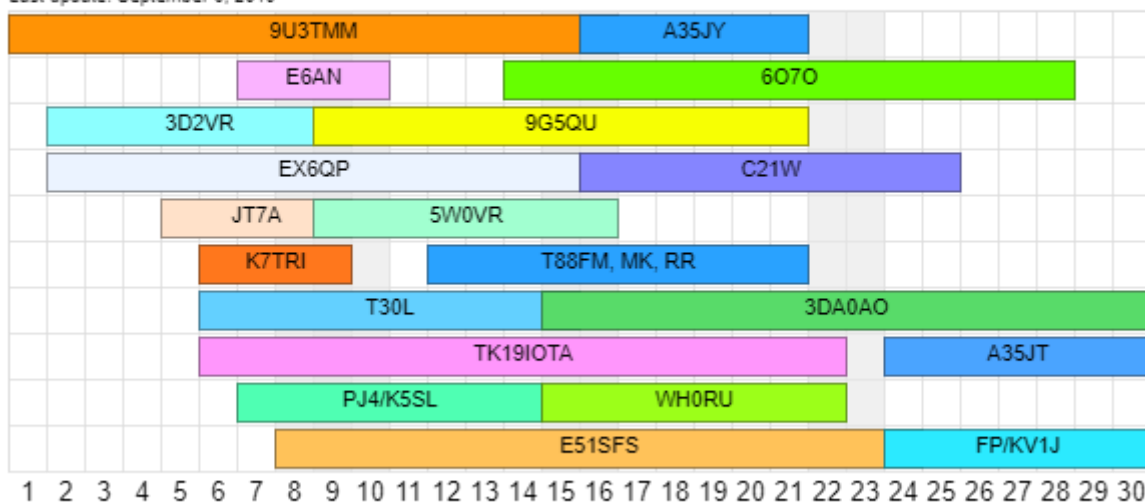 9U3TMM A35JY
E6AN 6O7O
3D2VR 9G5QU
EX6QP C21W
JT7A 5W0VR
K7TRI T88FM, MK, RR
T30L 3DA0AO
TK19IOTA A35JT
PJ4/K5SL WH0RU
E51SFS FP/KV1J
1 2 3 4 5 6 7 8 9 10 11 12 13 14 15 16 17 18 19 20 21 22 23 24 25 26 27 28 29 30